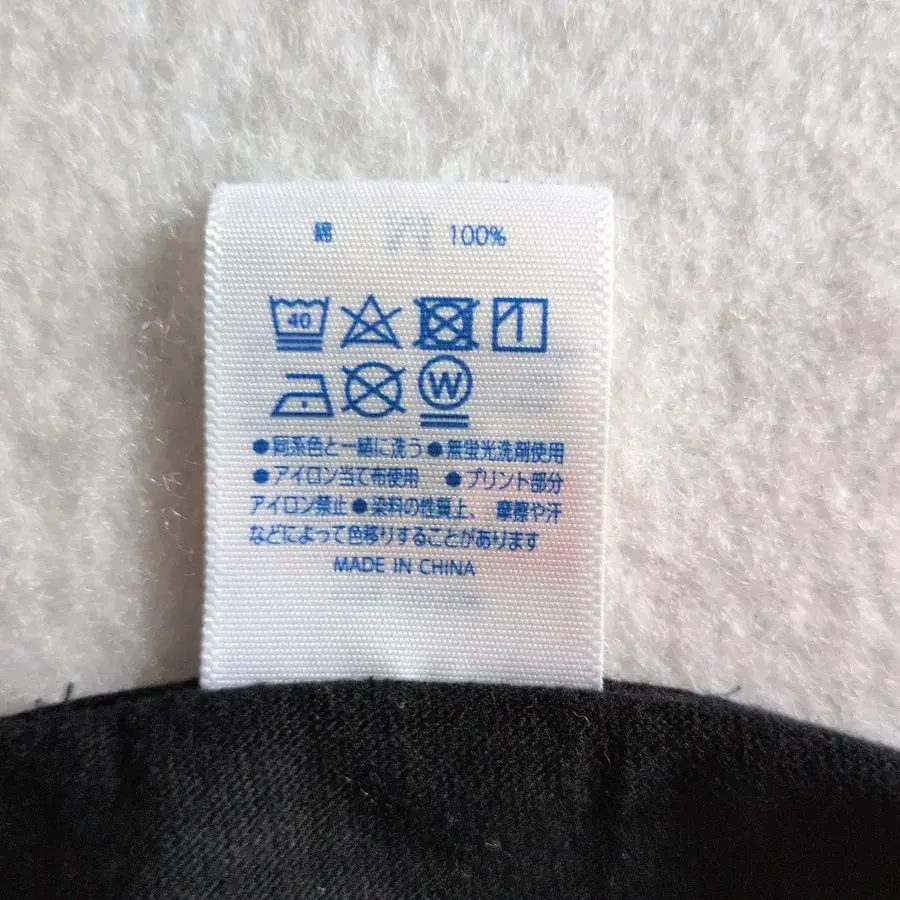 綿 100%
40
W
●同系色と一緒に洗う ●無蛍光洗剤使用
●アイロン当て布使用 ●プリント部分
アイロン禁止 ●染料の性質上、摩擦や汗
などによって色移りすることがあります
MADE IN CHINA